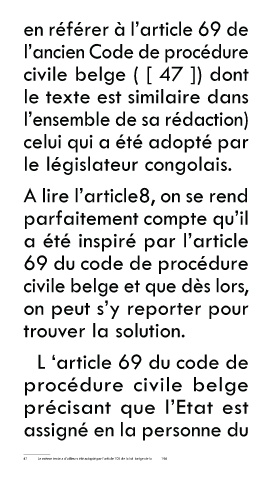 en référer à l'article 69 de
l'ancien Code de procédure
civile belge ( [ 47 ]) dont
le texte est similaire dans
l'ensemble de sa rédaction)
celui qui a été adopté par
le législateur congolais.
A lire l'article8, on se rend
parfaitement compte qu'il
a été inspiré par l'article
69 du code de procédure
civile belge et que dès lors,
on peut s'y reporter pour
trouver la solution.
L 'article 69 du code de
procédure civile belge
précisant que l'Etat est
assigné en la personne du